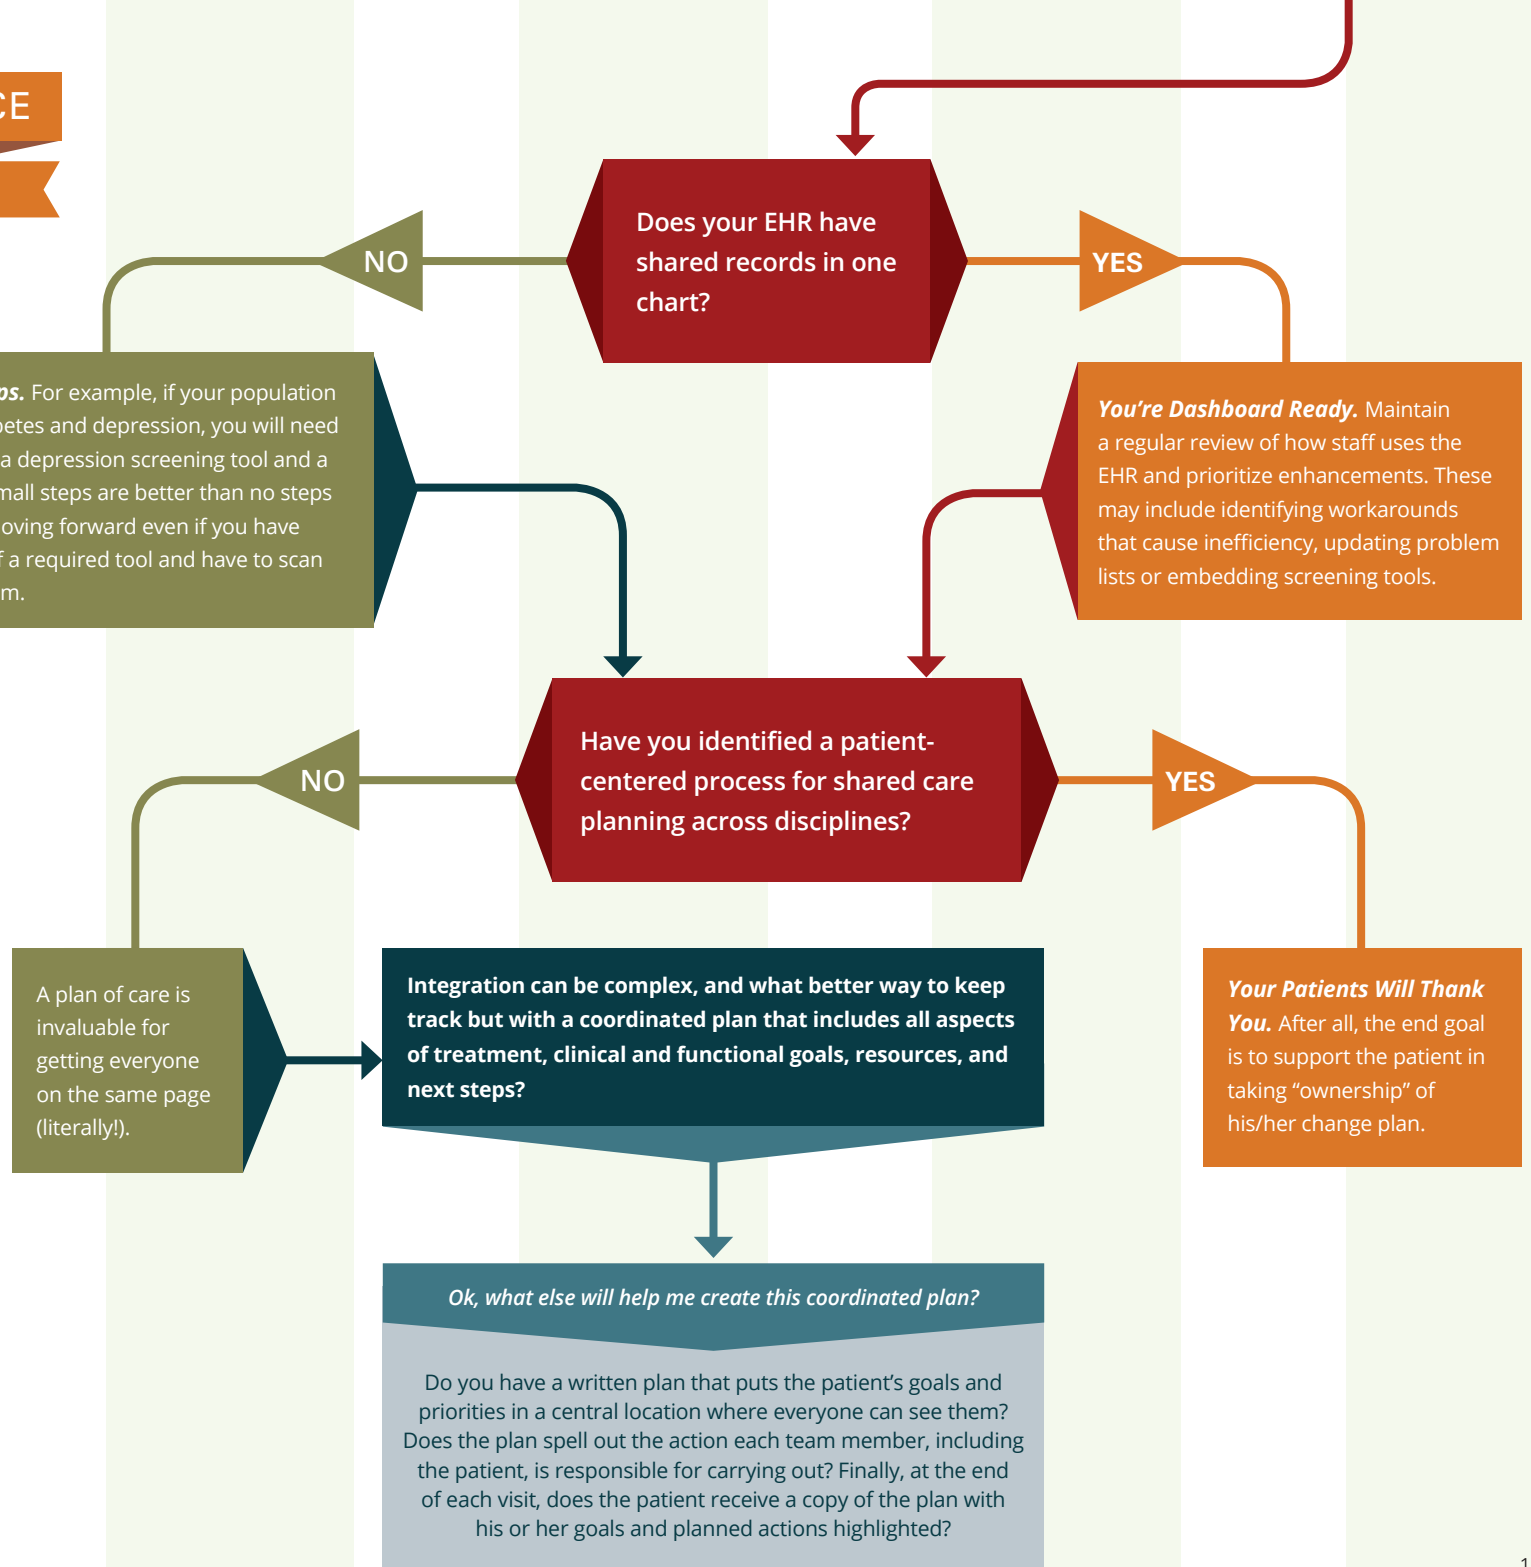 CE
Does your EHR have
shared records in one
chart?
NO
YES
ps. For example, if your population
betes and depression, you will need
a depression screening tool and a
mall steps are better than no steps
oving forward even if you have
f a required tool and have to scan
m.
You’re Dashboard Ready. Maintain
a regular review of how staff uses the
EHR and prioritize enhancements. These
may include identifying workarounds
that cause inefficiency, updating problem
lists or embedding screening tools.
Have you identified a patient-
centered process for shared care
planning across disciplines?
NO
YES
A plan of care is
invaluable for
getting everyone
on the same page
(literally!).
Integration can be complex, and what better way to keep
track but with a coordinated plan that includes all aspects
of treatment, clinical and functional goals, resources, and
next steps?
Your Patients Will Thank
You. After all, the end goal
is to support the patient in
taking “ownership” of
his/her change plan.
Ok, what else will help me create this coordinated plan?
Do you have a written plan that puts the patient’s goals and
priorities in a central location where everyone can see them?
Does the plan spell out the action each team member, including
the patient, is responsible for carrying out? Finally, at the end
of each visit, does the patient receive a copy of the plan with
his or her goals and planned actions highlighted?